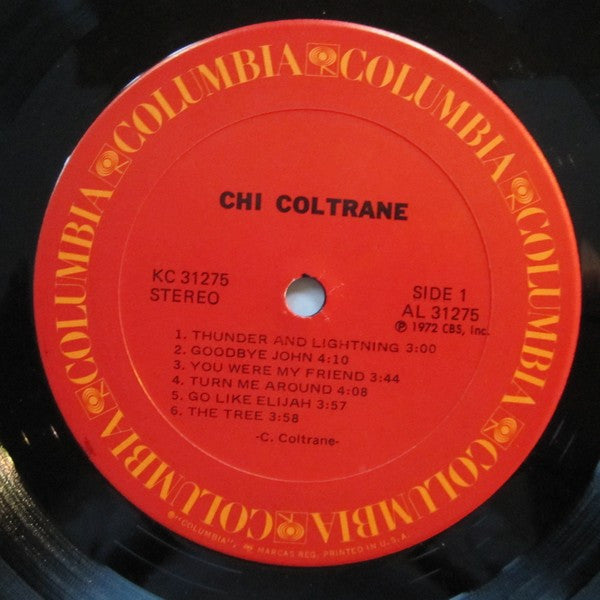 COLUMBIA COLUMBIA COLUMBIA COLUMBIA COLUMBIA COLUMBIA
CHI COLTRANE
KC 31275
STEREO
SIDE 1
AL 31275
℗ 1972 CBS, Inc.
1. THUNDER AND LIGHTNING 3:00
2. GOODBYE JOHN 4:10
3. YOU WERE MY FRIEND 3:44
4. TURN ME AROUND 4:08
5. GO LIKE ELIJAH 3:57
6. THE TREE 3:58
-C. Coltrane-
®"COLUMBIA", MARCAS REG. PRINTED IN U.S.A.